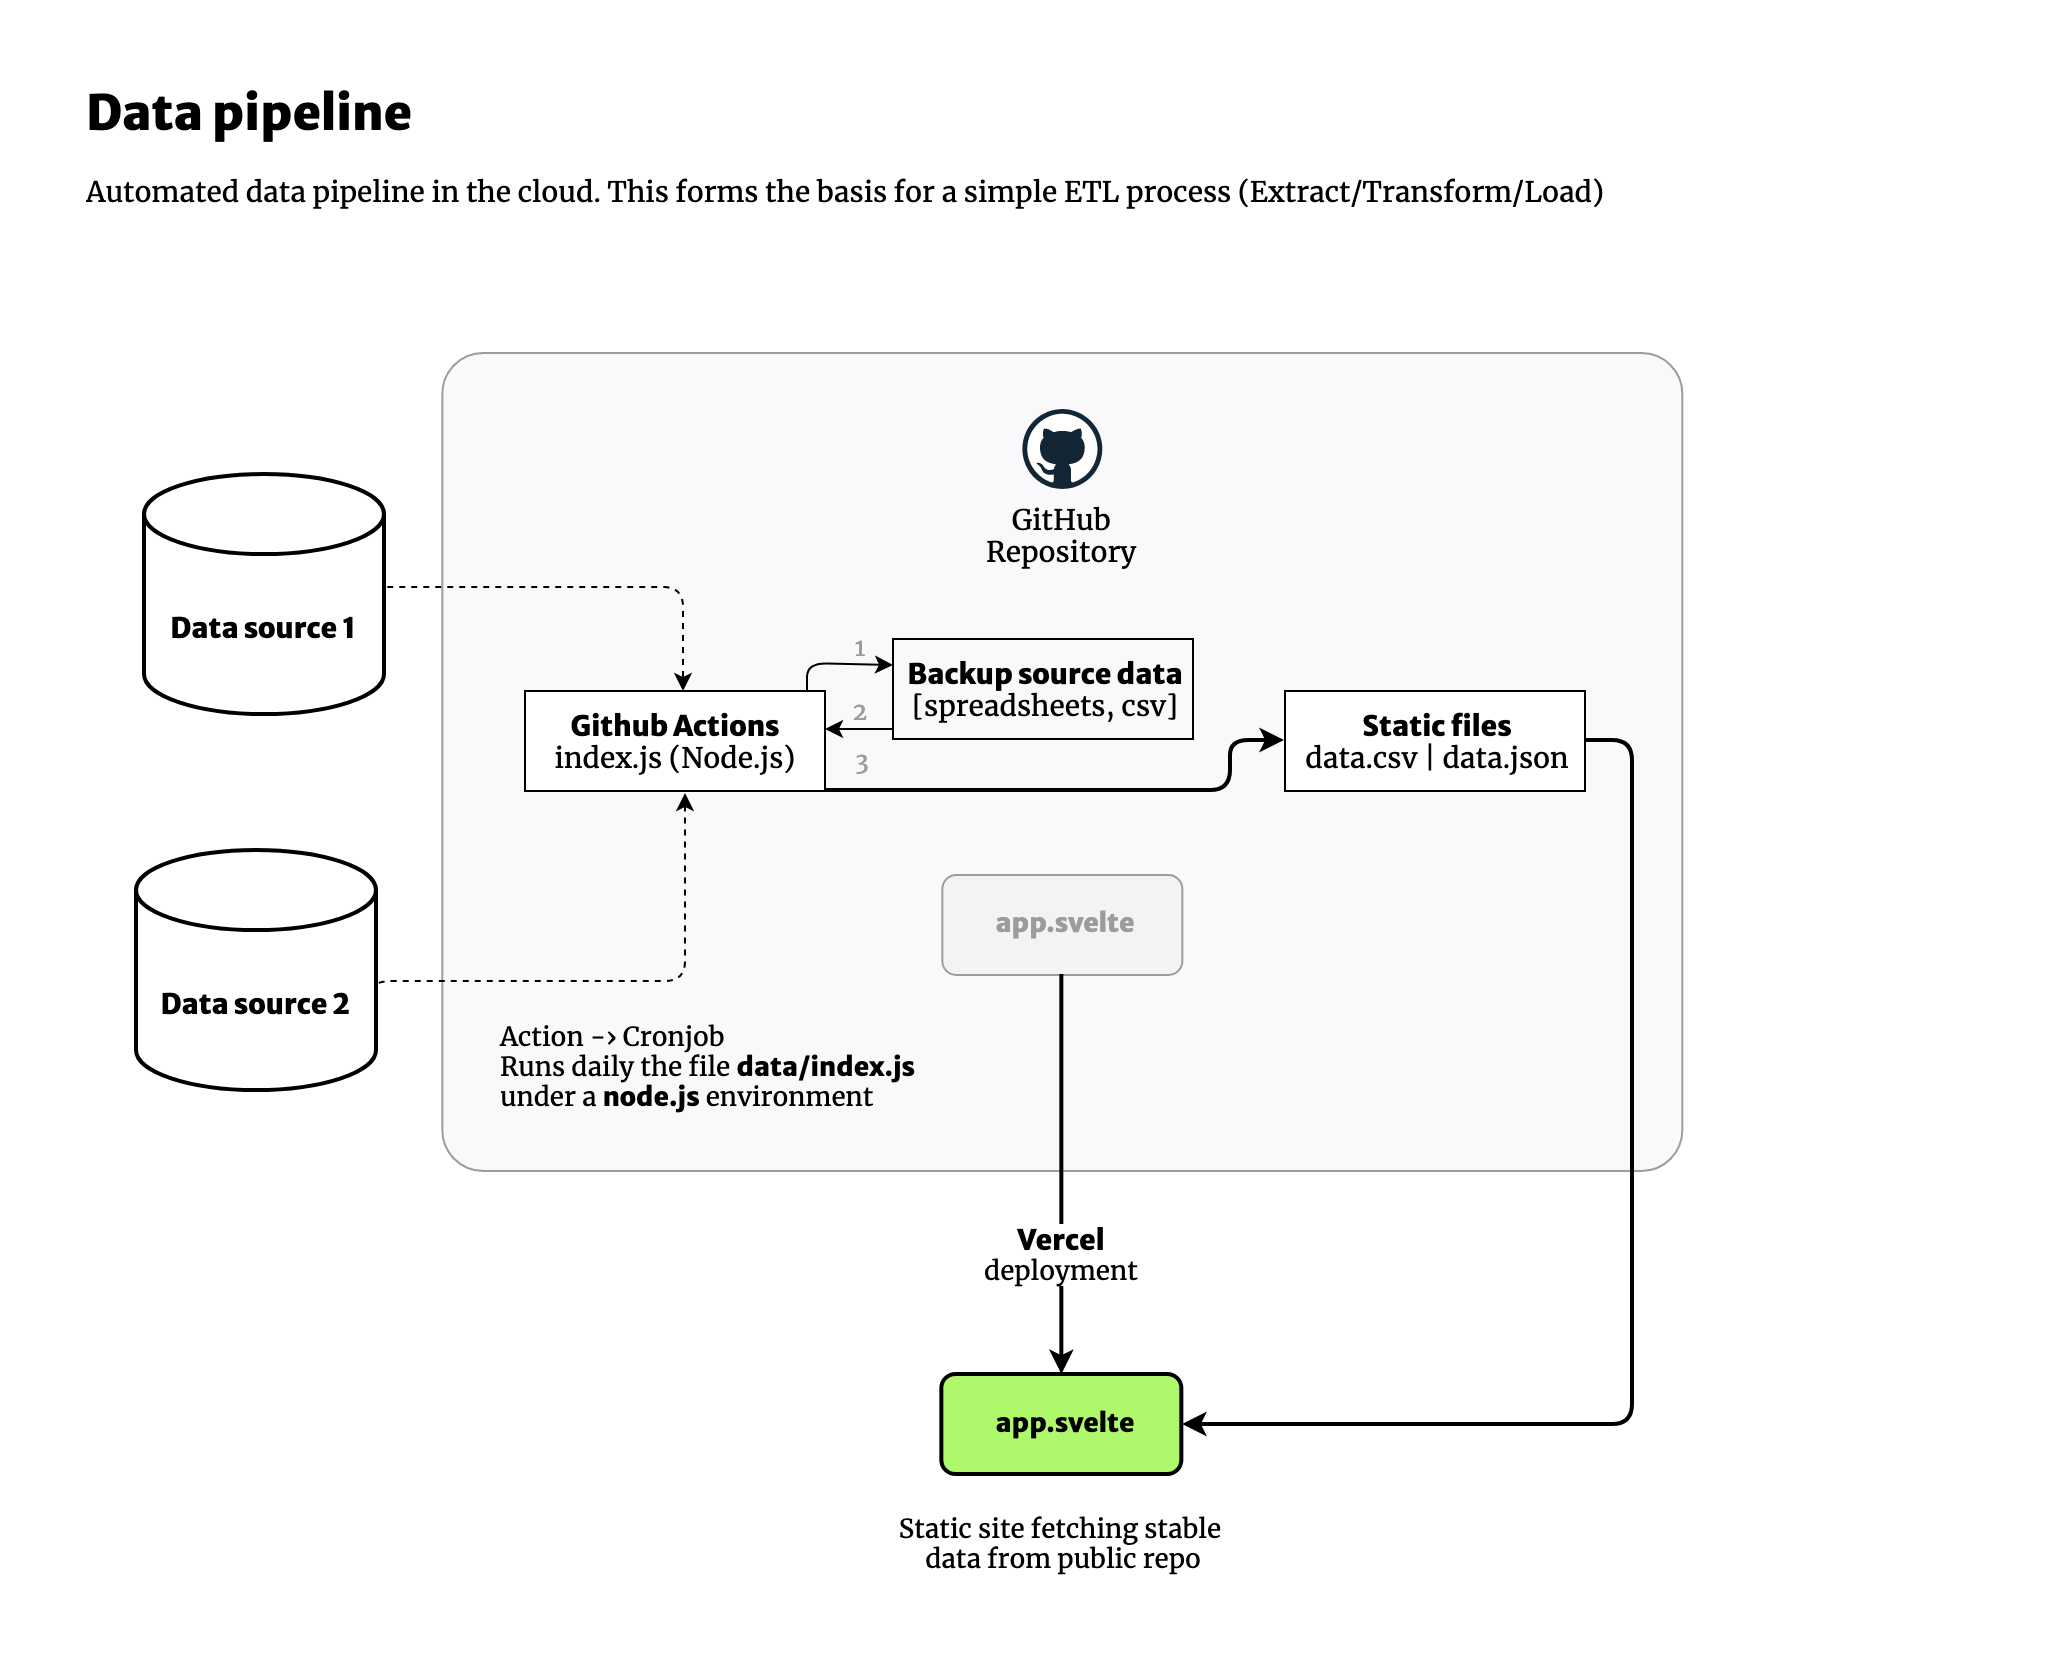 Data pipeline
Automated data pipeline in the cloud. This forms the basis for a simple ETL process (Extract/Transform/Load)
GitHub
Repository
Data source 1
1
Backup source data
[spreadsheets, csv]
2
Github Actions
index.js (Node.js)
3
Static files
data.csv | data.json
app.svelte
Data source 2
Action -> Cronjob
Runs daily the file data/index.js
under a node.js environment
Vercel
deployment
app.svelte
Static site fetching stable
data from public repo